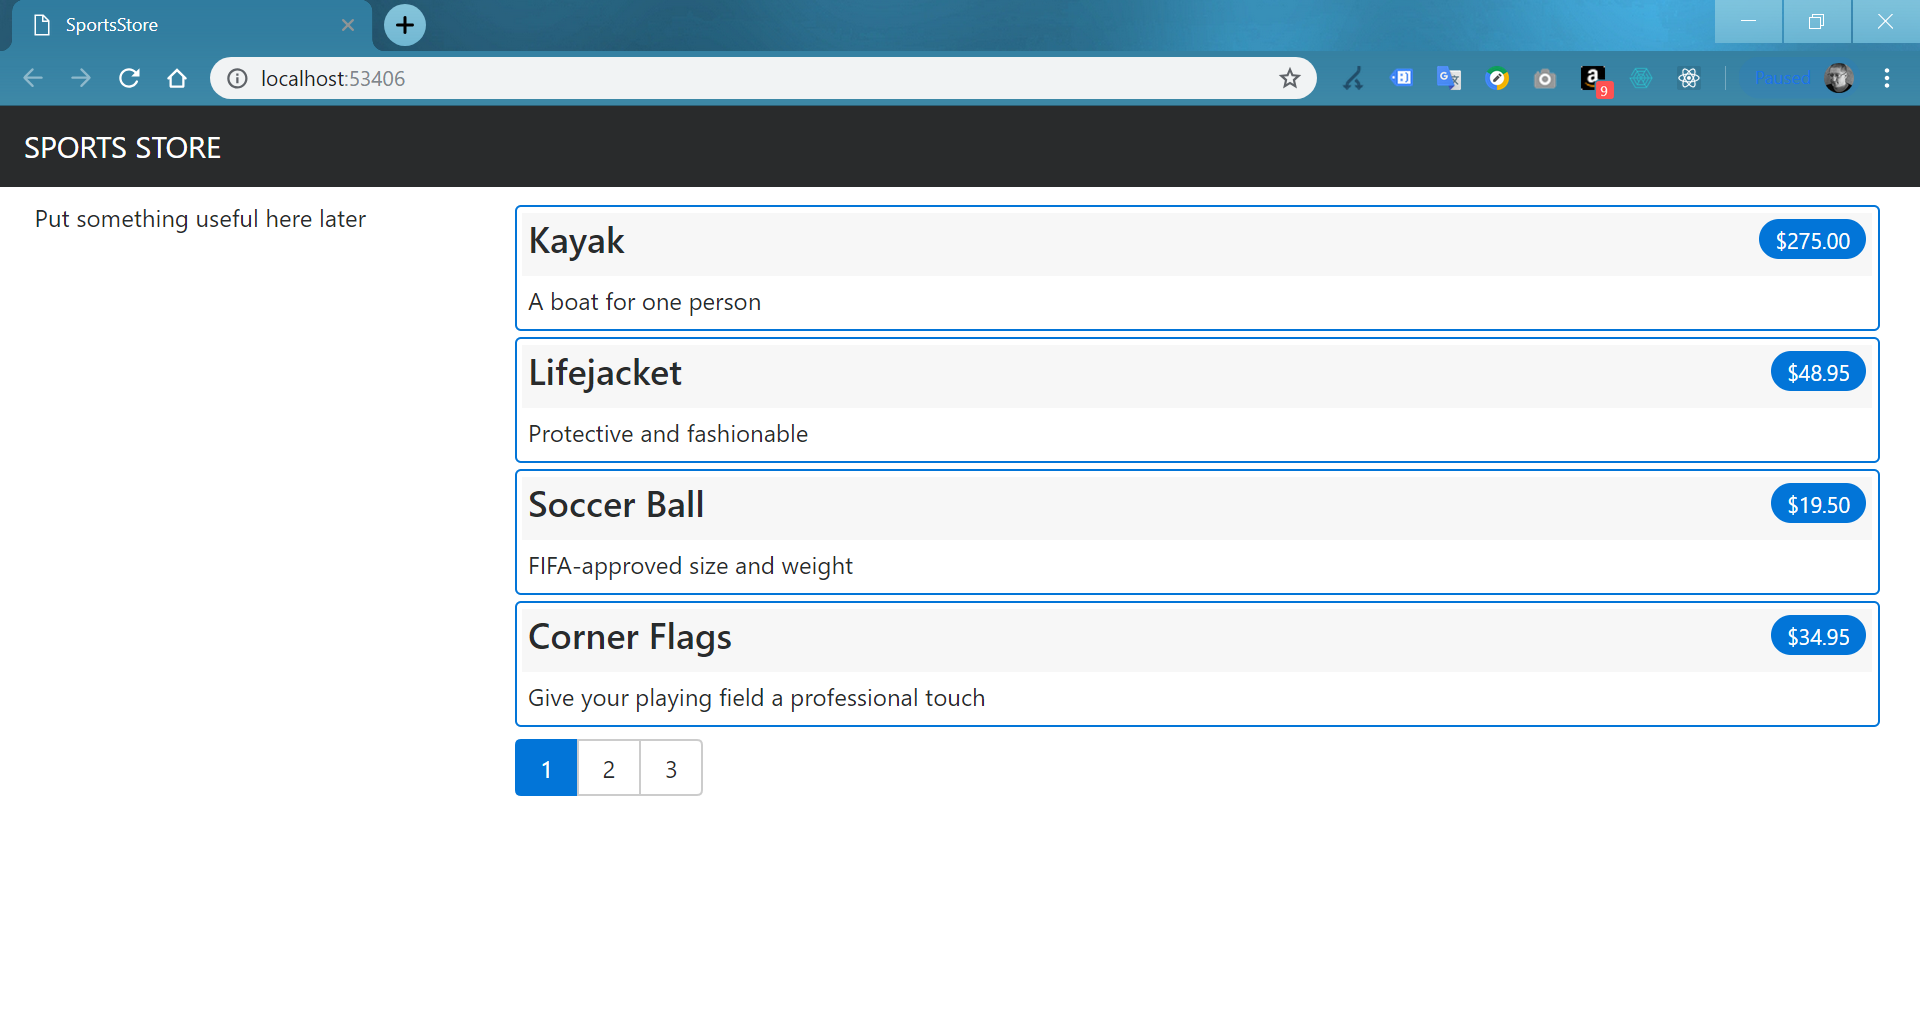 SportsStore
localhost:53406
9
Paused
SPORTS STORE
Put something useful here later
Kayak
$275.00
A boat for one person
Lifejacket
$48.95
Protective and fashionable
Soccer Ball
$19.50
FIFA-approved size and weight
Corner Flags
$34.95
Give your playing field a professional touch
1 2 3